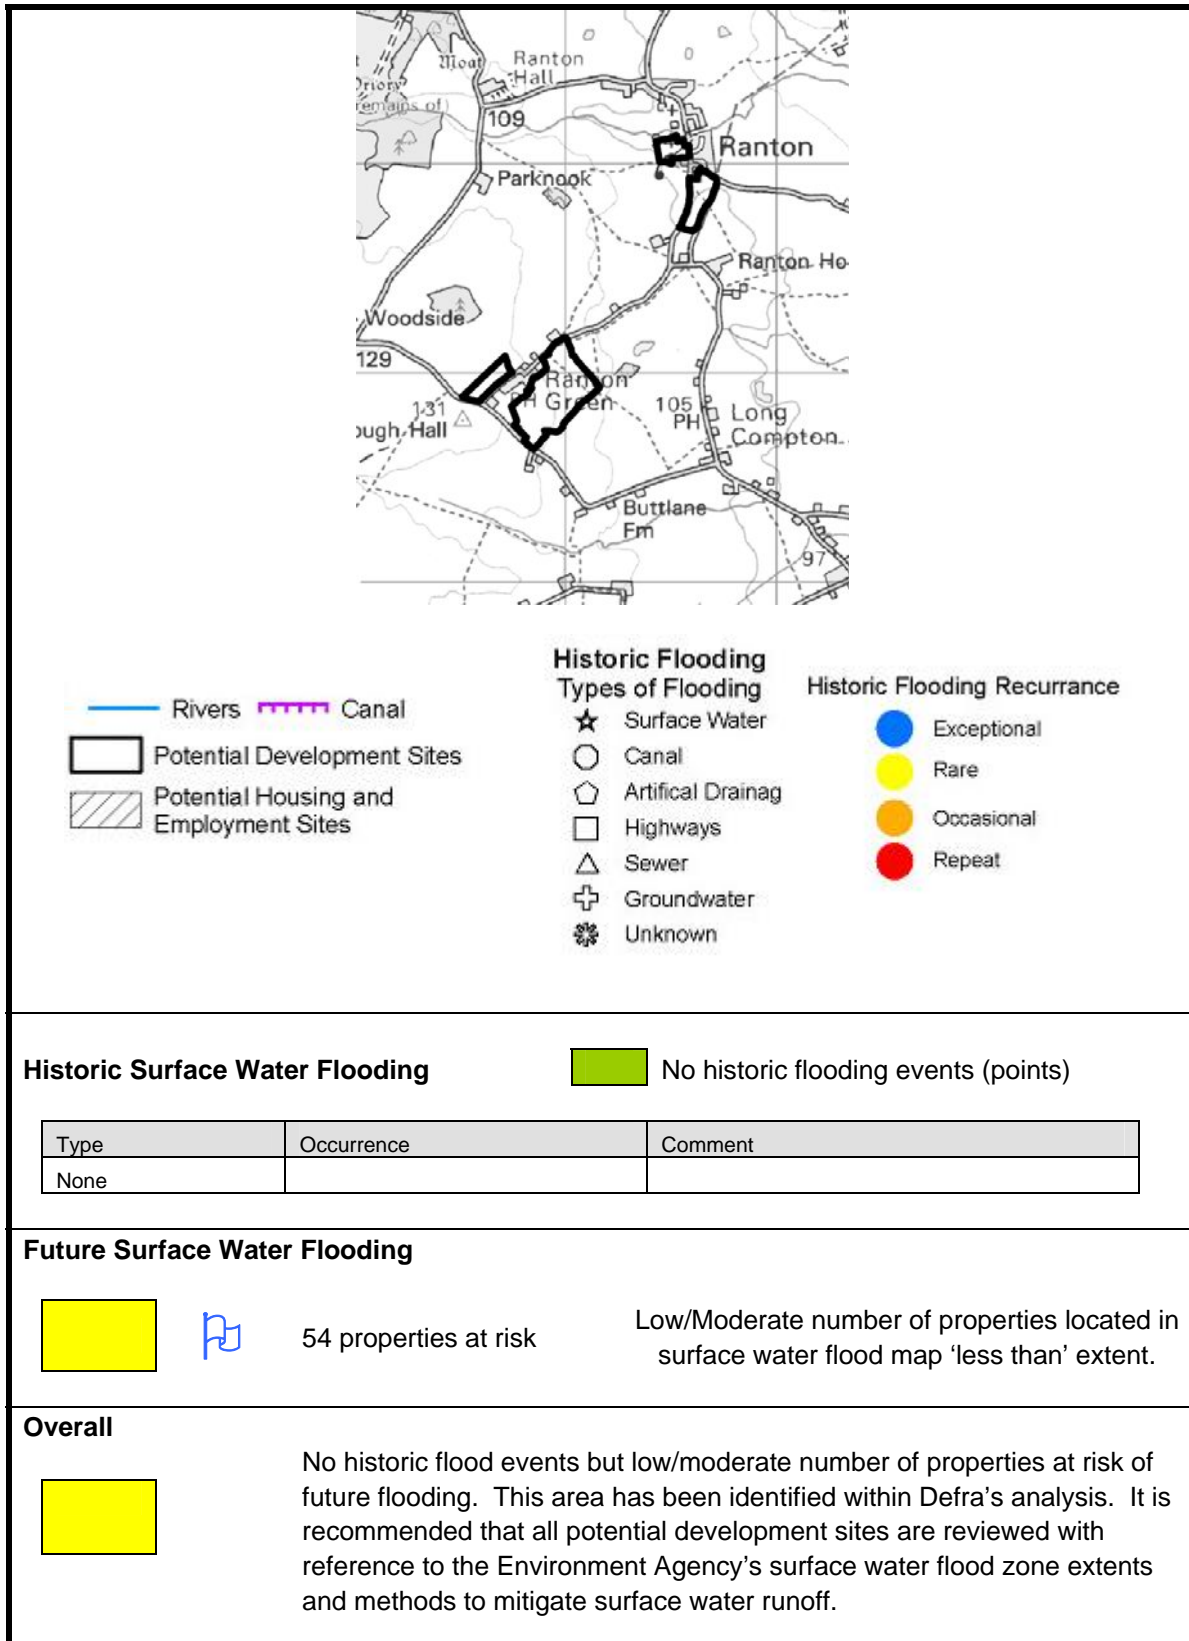 Moat
Ranton
Hall
Priory
remains of)
109
Ranton
Parknook
Ranton Ho
Woodside
129
Ranton
Green
PH
131
ough Hall
105
PH
Long
Compton
Buttlane
Fm
97
Rivers Canal
Potential Development Sites
Potential Housing and
Employment Sites
Historic Flooding
Types of Flooding
Surface Water
Canal
Artifical Drainag
Highways
Sewer
Groundwater
Unknown
Historic Flooding Recurrance
Exceptional
Rare
Occasional
Repeat
Historic Surface Water Flooding No historic flooding events (points)
Type Occurrence Comment
None
Future Surface Water Flooding
54 properties at risk
Low/Moderate number of properties located in
surface water flood map ‘less than’ extent.
Overall
No historic flood events but low/moderate number of properties at risk of
future flooding. This area has been identified within Defra’s analysis. It is
recommended that all potential development sites are reviewed with
reference to the Environment Agency’s surface water flood zone extents
and methods to mitigate surface water runoff.